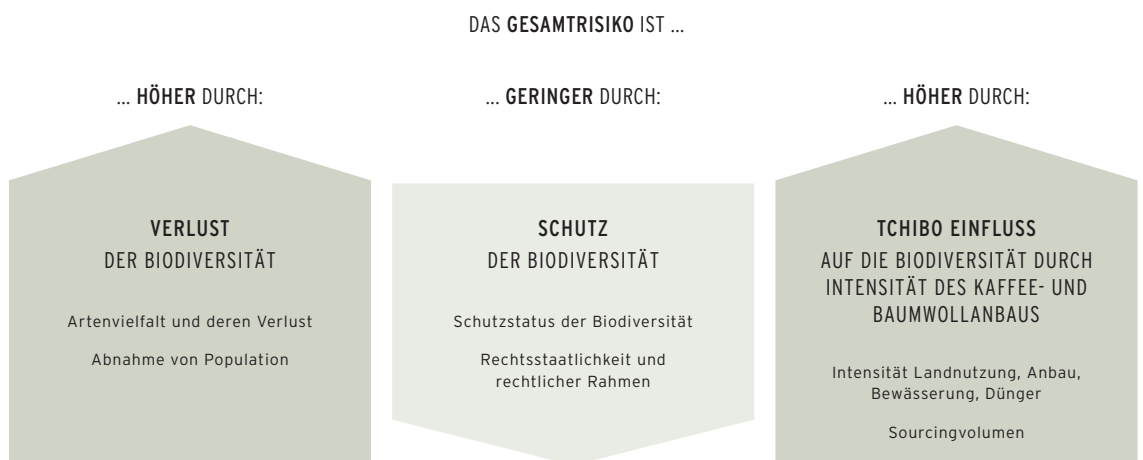 DAS GESAMTRISIKO IST ...
... HÖHER DURCH:
VERLUST
DER BIODIVERSITÄT
Artenvielfalt und deren Verlust
Abnahme von Population
... GERINGER DURCH:
SCHUTZ
DER BIODIVERSITÄT
Schutzstatus der Biodiversität
Rechtsstaatlichkeit und
rechtlicher Rahmen
... HÖHER DURCH:
TCHIBO EINFLUSS
AUF DIE BIODIVERSITÄT DURCH
INTENSITÄT DES KAFFEE- UND
BAUMWOLLANBAUS
Intensität Landnutzung, Anbau,
Bewässerung, Dünger
Sourcingvolumen